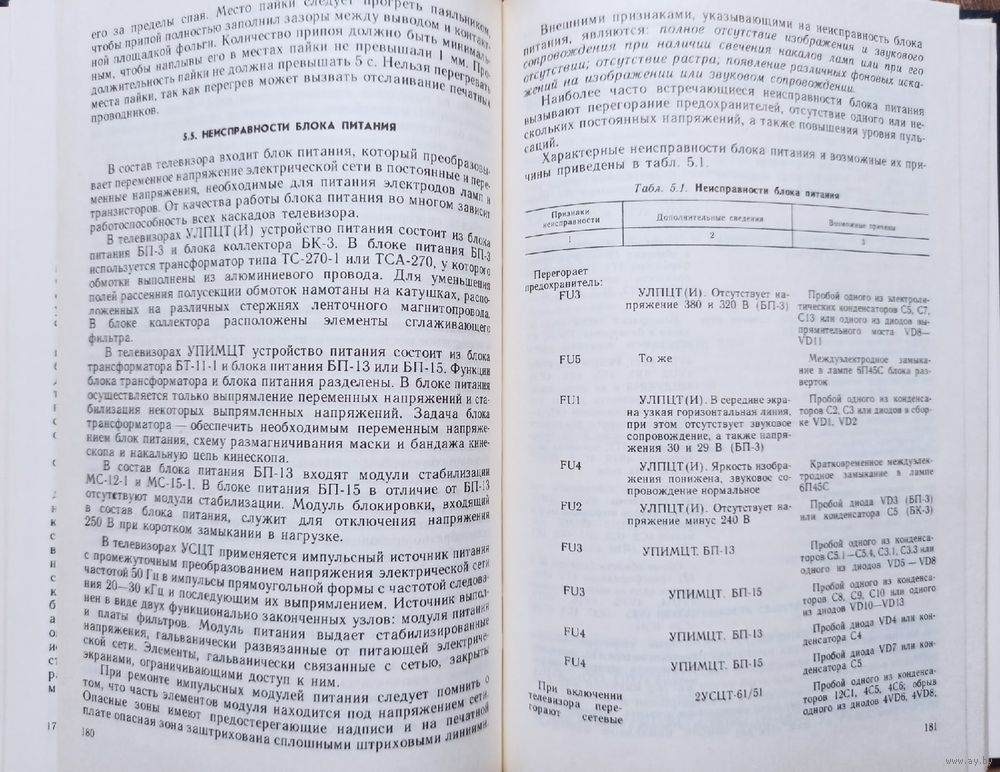 его за пределы спая. Место пайки следует прогреть паяльником,
чтобы припой полностью заполнил зазоры между выводом и контакт-
ной площадкой фольги. Количество припоя должно быть минималь-
ным, чтобы наплывы его в местах пайки не превышали 1 мм. Про-
должительность пайки не должна превышать 5 с. Нельзя перегревать
места пайки, так как перегрев может вызвать отслаивание печатных
проводников.
5.5. НЕИСПРАВНОСТИ БЛОКА ПИТАНИЯ
В состав телевизора входит блок питания, который преобразовы-
вает переменное напряжение электрической сети в постоянные и пере-
менные напряжения, необходимые для питания электродов ламп и
транзисторов. От качества работы блока питания во многом зависит
работоспособность всех каскадов телевизора.
В телевизорах УЛПЦТ(И) устройство питания состоит из блока
питания БП-3 и блока коллектора БК-3. В блоке питания БП-3
используется трансформатор типа ТС-270-1 или ТСА-270, у которого
обмотки выполнены из алюминиевого провода. Для уменьшения
полей рассеяния полусекции обмоток намотаны на катушках, распо-
ложенных на различных стержнях ленточного магнитопровода.
В блоке коллектора расположены элементы сглаживающего
фильтра.
В телевизорах УПИМЦТ устройство питания состоит из блока
трансформатора БТ-11-1 и блока питания БП-13 или БП-15. Функции
блока трансформатора и блока питания разделены. В блоке питания
осуществляется только выпрямление переменных напряжений и ста-
билизация некоторых выпрямленных напряжений. Задача блока
трансформатора — обеспечить необходимым переменным напряже-
нием блок питания, схему размагничивания маски и бандажа кине-
скопа и накальную цепь кинескопа.
В состав блока питания БП-13 входят модули стабилизации
МС-12-1 и МС-15-1. В блоке питания БП-15 в отличие от БП-13
отсутствуют модули стабилизации. Модуль блокировки, входящий
в состав блока питания, служит для отключения напряжения
250 В при коротком замыкании в нагрузке.
В телевизорах УСЦТ применяется импульсный источник питания
с промежуточным преобразованием напряжения электрической сети
частотой 50 Гц в импульсы прямоугольной формы с частотой следова-
ния 20—30 кГц и последующим их выпрямлением. Источник выпол-
нен в виде двух функционально законченных узлов: модуля питания
и платы фильтров. Модуль питания выдает стабилизированные
напряжения, гальванически развязанные от питающей электриче-
ской сети. Элементы, гальванически связанные с сетью, закрыты
экранами, ограничивающими доступ к ним.
При ремонте импульсных модулей питания следует помнить о
том, что часть элементов модуля находится под напряжением сети.
Опасные зоны имеют предостерегающие надписи и на печатной
плате опасная зона заштрихована сплошными штриховыми линиями.
180
Внешними признаками, указывающими на неисправность блока
питания, являются: полное отсутствие изображения и звукового
сопровождения при наличии свечения накалов ламп или при его
отсутствии; отсутствие растра; появление различных фоновых иска-
жений на изображении или звуковом сопровождении.
Наиболее часто встречающиеся неисправности блока питания
вызывают перегорание предохранителей, отсутствие одного или не-
скольких постоянных напряжений, а также повышения уровня пуль-
саций.
Характерные неисправности блока питания и возможные их при-
чины приведены в табл. 5.1.
Табл. 5.1. Неисправности блока питания
Признаки неисправности | Дополнительные сведения | Возможные причины
1 | 2 | 3
Перегорает
предохранитель:
FU3 УЛПЦТ(И). Отсутствует на- Пробой одного из электроли-
пряжение 380 и 320 В (БП-3) тических конденсаторов С5, С7,
С13 или одного из диодов вы-
прямительного моста VD8—
VD11
FU5 То же Междуэлектродное замыка-
ние в лампе 6П45С блока раз-
верток
FU1 УЛПЦТ(И). В середине экра- Пробой одного из конденса-
на узкая горизонтальная линия, торов С2, С3 или диодов в сбор-
при этом отсутствует звуковое ке VD1, VD2
сопровождение, а также напря-
жения 30 и 29 В (БП-3)
FU4 УЛПЦТ(И). Яркость изобра- Кратковременное междуэлек-
жения понижена, звуковое со- тродное замыкание в лампе
провождение нормальное 6П45С
FU2 УЛПЦТ(И). Отсутствует на- Пробой диода VD3 (БП-3)
пряжение минус 240 В или конденсатора С5 (БК-3)
FU3 УПИМЦТ. БП-13 Пробой одного из конденса-
торов С5.1—С5.4, С3.1, С3.3 или
одного из диодов VD5—VD8
FU3 УПИМЦТ. БП-15 Пробой одного из конденса-
торов С8, С9, С10 или одного
из диодов VD10—VD13
FU4 УПИМЦТ. БП-13 Пробой диода VD4 или кон-
денсатора С4
FU4 УПИМЦТ. БП-15 Пробой диода VD7 или кон-
денсатора С5
При включении 2УСЦТ-61/51 Пробой одного из конденса-
телевизора пере- торов 12С1, 4С5, 4С6; обрыв
горают сетевые одного из диодов 4VD6, 4VD8;
181
www.ay.by